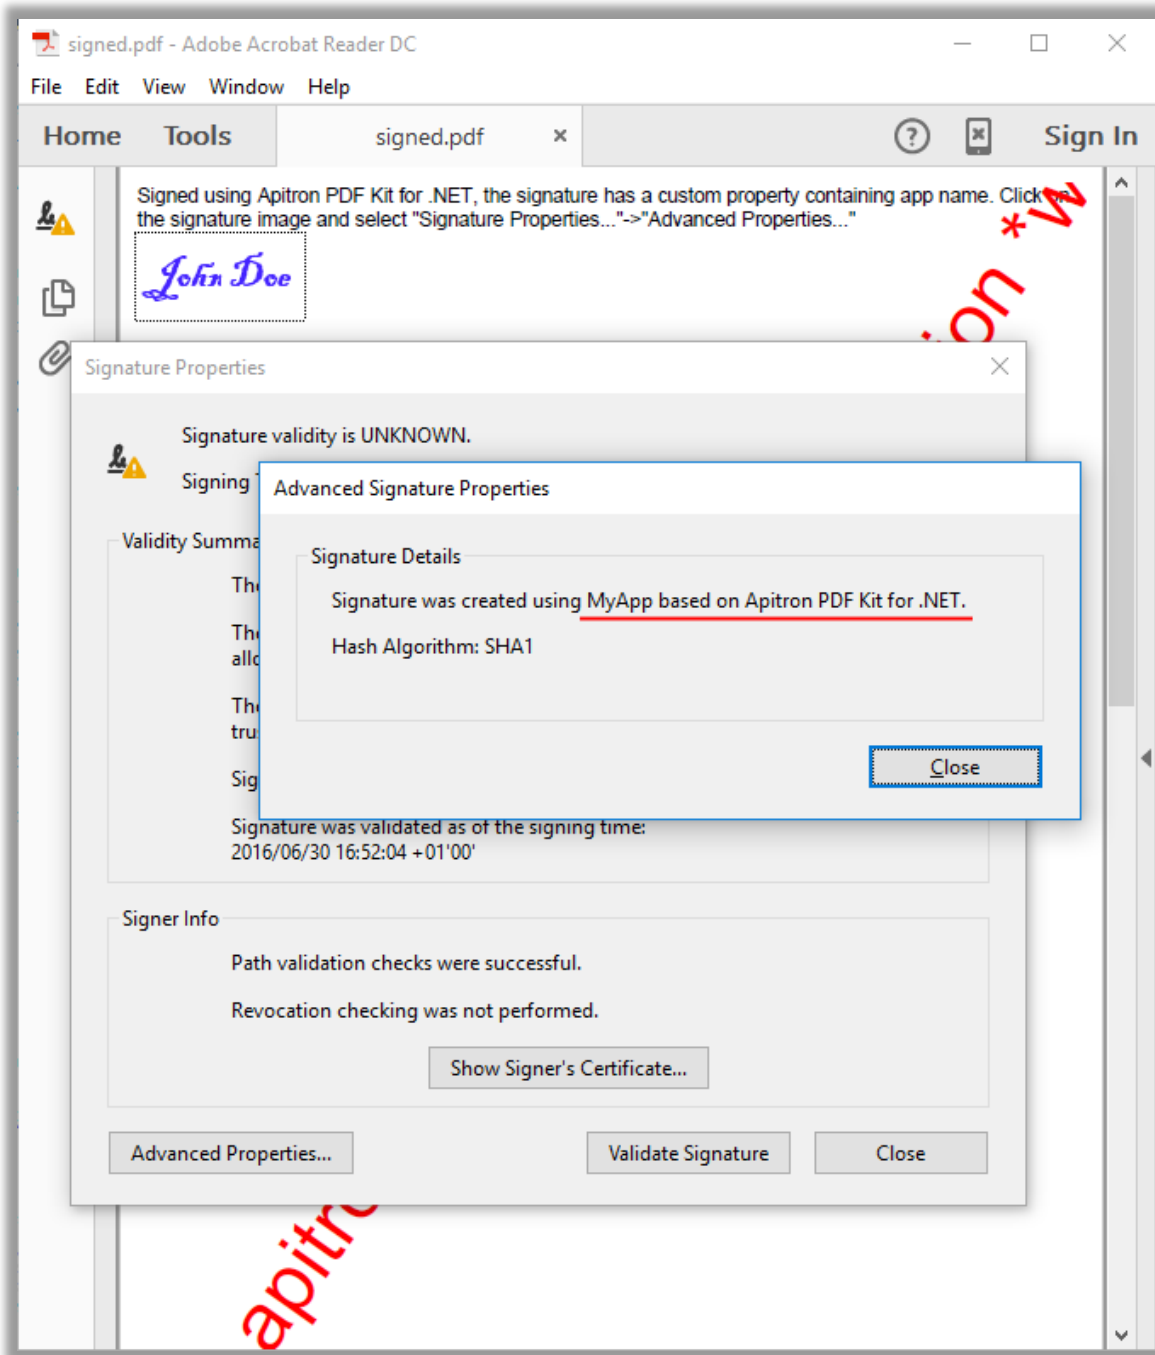 signed.pdf - Adobe Acrobat Reader DC
File Edit View Window Help
Home Tools signed.pdf Sign In
Signed using Apitron PDF Kit for .NET, the signature has a custom property containing app name. Click on
the signature image and select "Signature Properties..."->"Advanced Properties..."
John Doe
Signature Properties
Signature validity is UNKNOWN.
Signing
Advanced Signature Properties
Signature Details
Signature was created using MyApp based on Apitron PDF Kit for .NET.
Hash Algorithm: SHA1
Close
Signature was validated as of the signing time:
2016/06/30 16:52:04 +01'00'
Signer Info
Path validation checks were successful.
Revocation checking was not performed.
Show Signer's Certificate...
Advanced Properties...
Validate Signature
Close